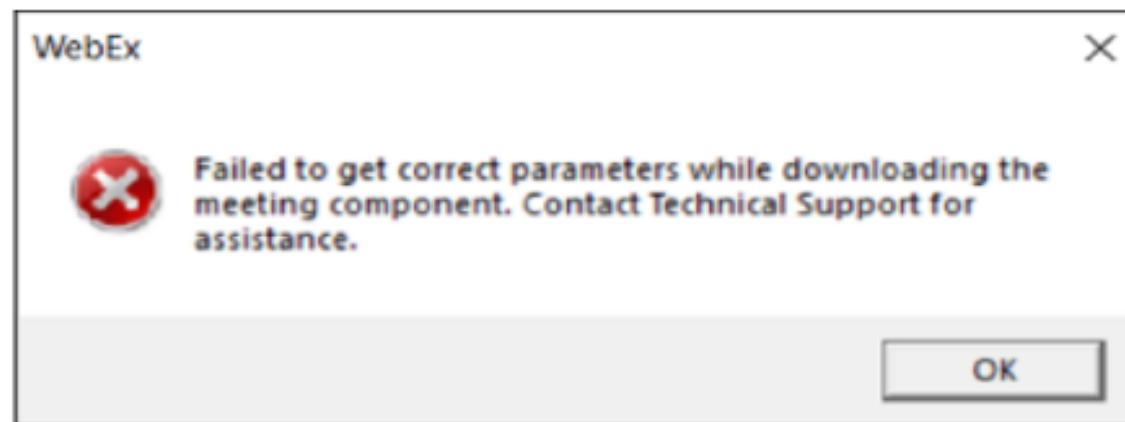 WebEx
Failed to get correct parameters while downloading the
meeting component. Contact Technical Support for
assistance.
OK